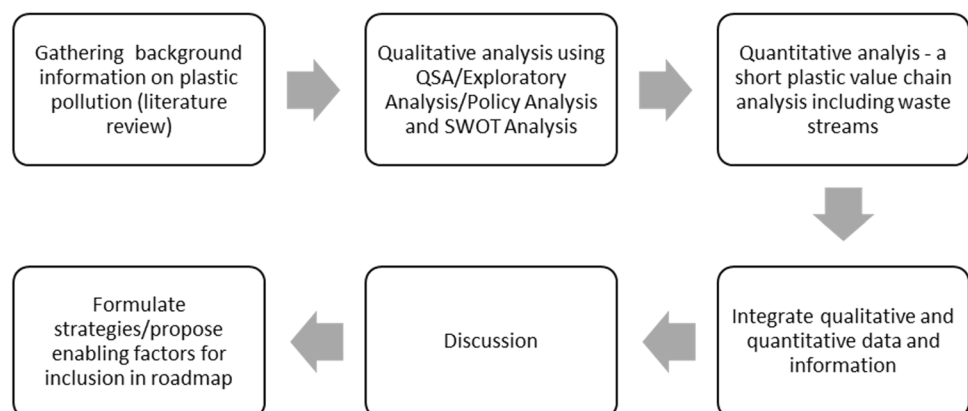 Gathering background
information on plastic
pollution (literature
review)
Qualitative analysis using
QSA/Exploratory
Analysis/Policy Analysis
and SWOT Analysis
Quantitative analyis - a
short plastic value chain
analysis including waste
streams
Integrate qualitative and
quantitative data and
information
Discussion
Formulate
strategies/propose
enabling factors for
inclusion in roadmap